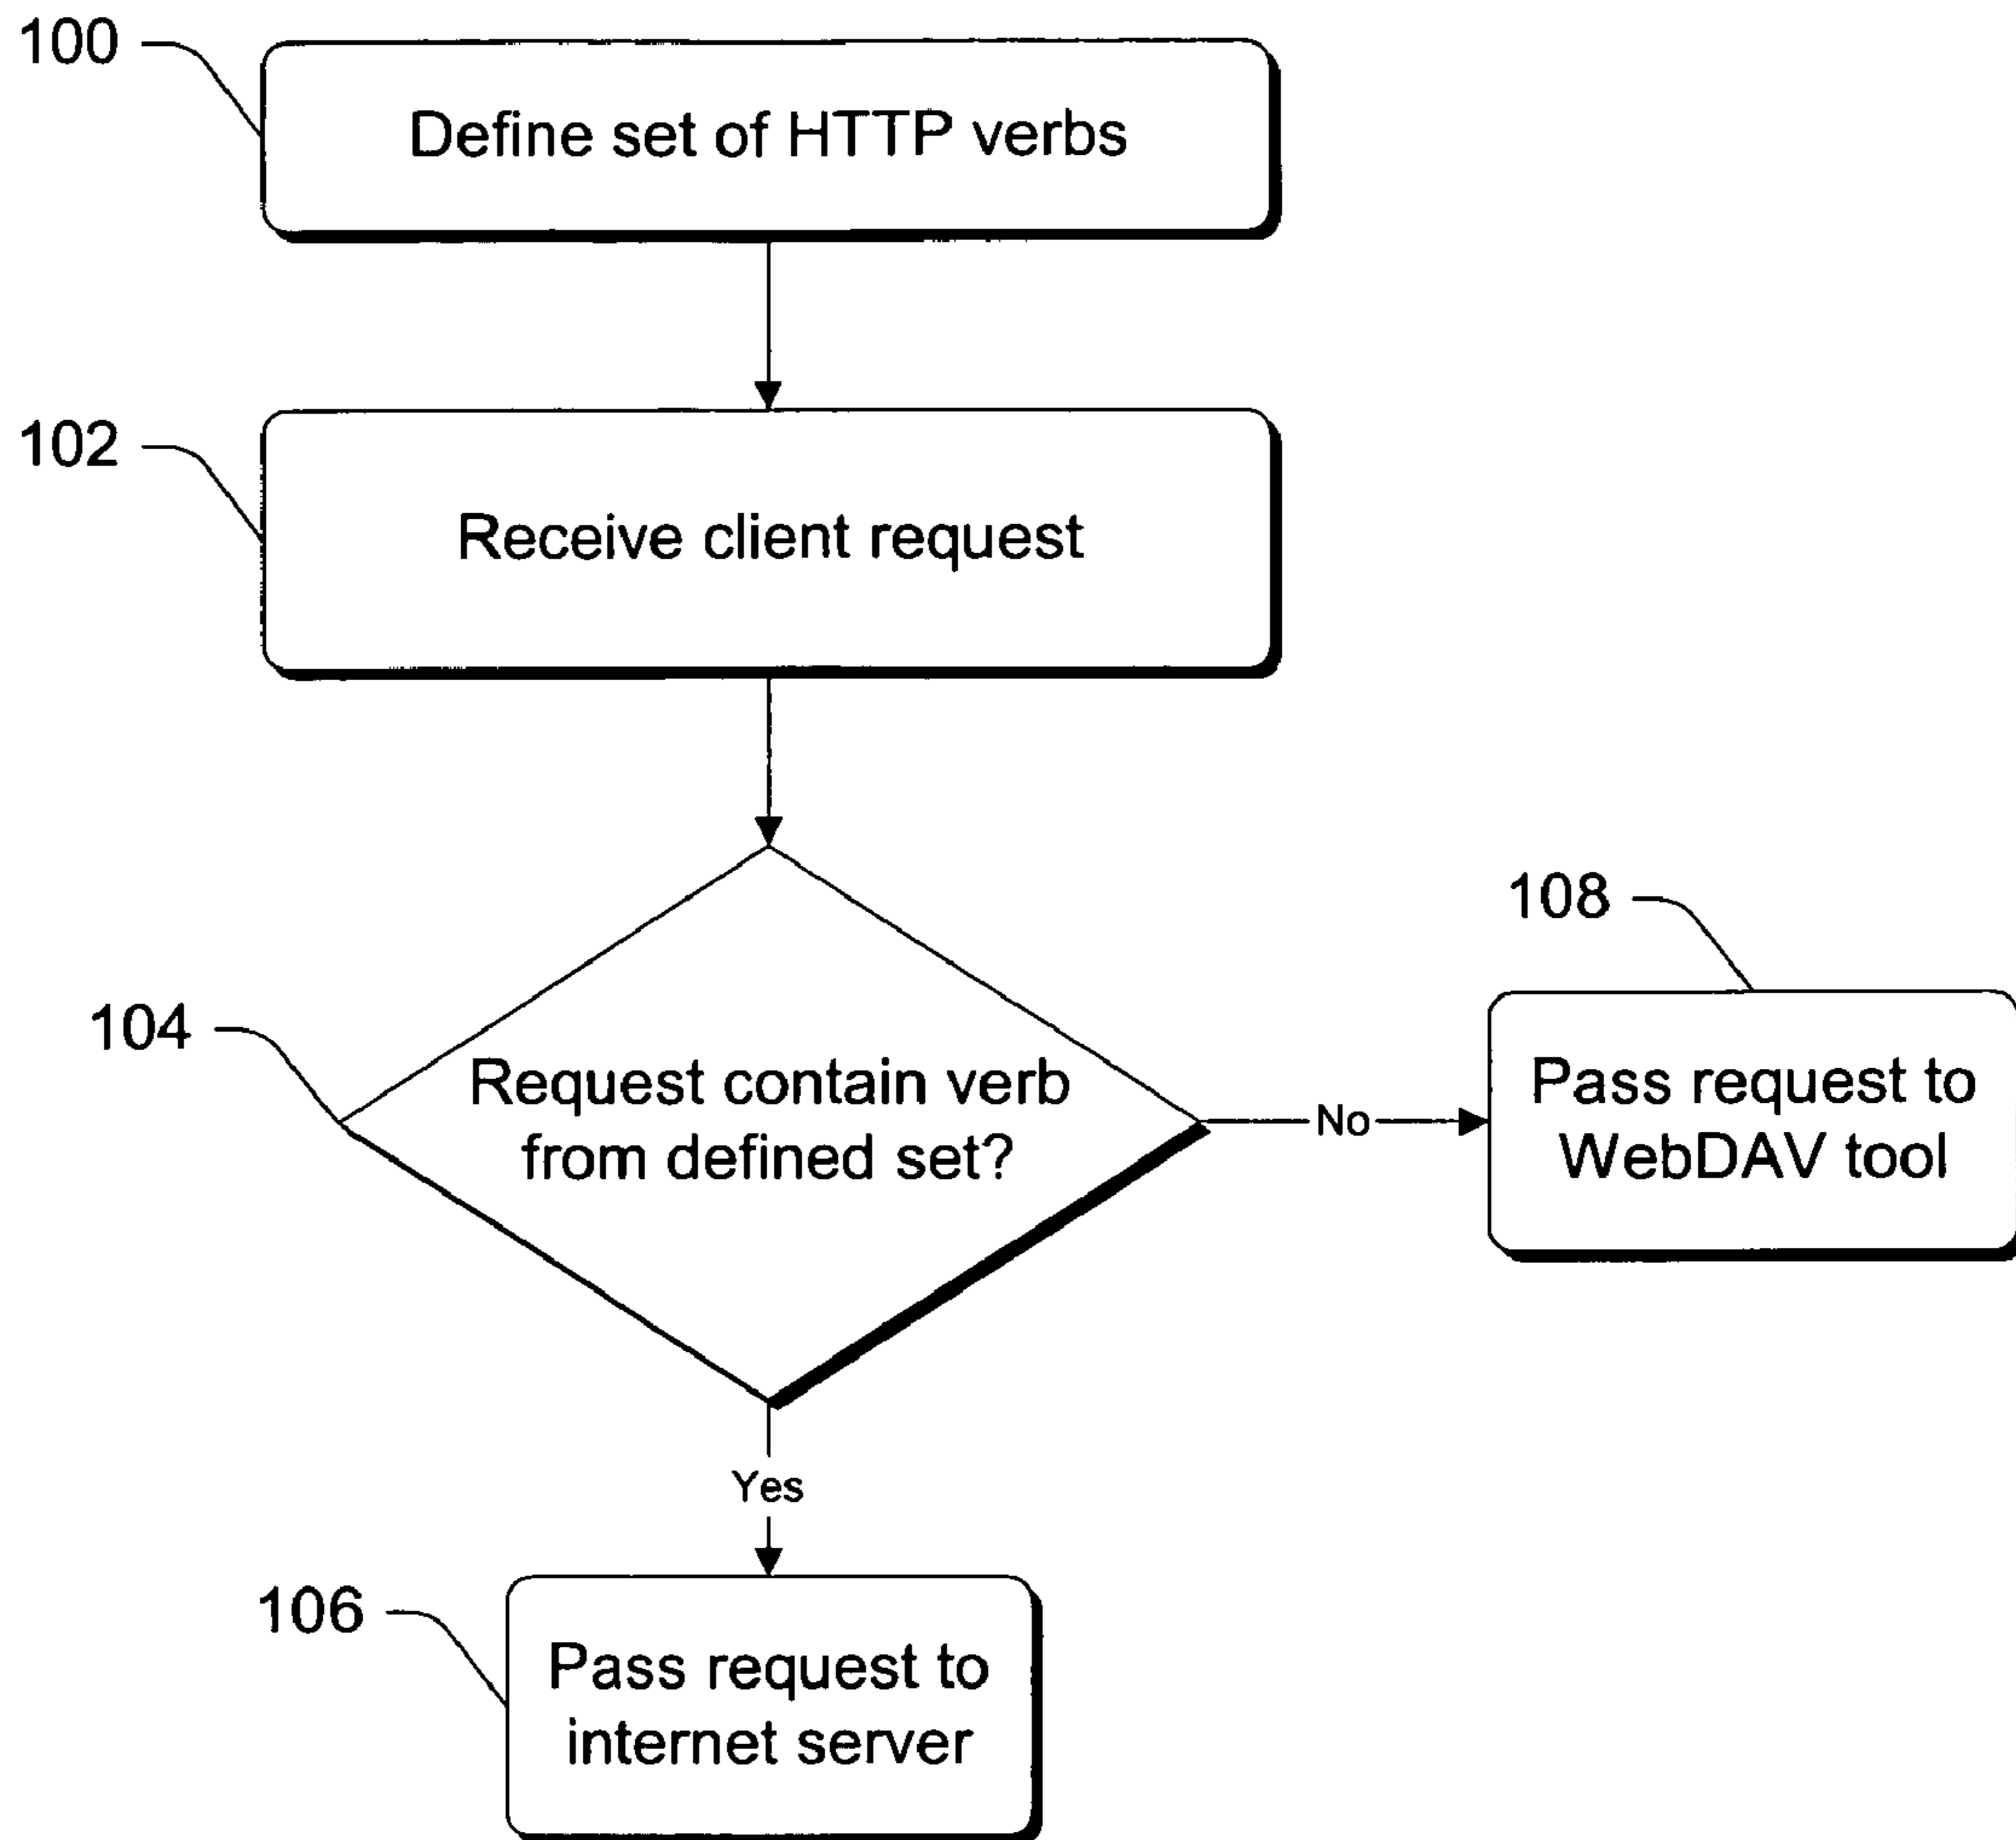 100
Define set of HTTP verbs
102
Receive client request
104
Request contain verb
from defined set?
No
108
Pass request to
WebDAV tool
Yes
106
Pass request to
internet server